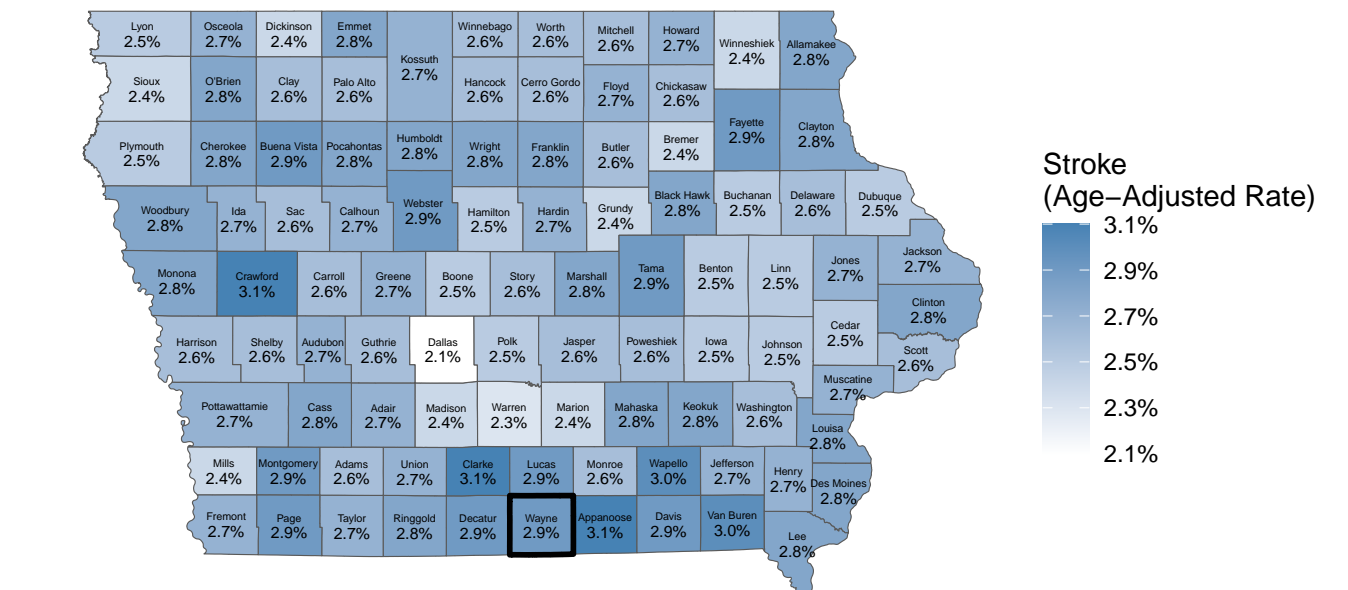 Lyon
2.5%
Osceola
2.7%
Dickinson
2.4%
Emmet
2.8%
Kossuth
2.7%
Winnebago
2.6%
Worth
2.6%
Mitchell
2.6%
Howard
2.7%
Winneshiek
2.4%
Allamakee
2.8%
Sioux
2.4%
O'Brien
2.8%
Clay
2.6%
Palo Alto
2.6%
Hancock
2.6%
Cerro Gordo
2.6%
Floyd
2.7%
Chickasaw
2.6%
Fayette
2.9%
Clayton
2.8%
Plymouth
2.5%
Cherokee
2.8%
Buena Vista
2.9%
Pocahontas
2.8%
Humboldt
2.8%
Wright
2.8%
Franklin
2.8%
Butler
2.6%
Bremer
2.4%
Woodbury
2.8%
Ida
2.7%
Sac
2.6%
Calhoun
2.7%
Webster
2.9%
Hamilton
2.5%
Hardin
2.7%
Grundy
2.4%
Black Hawk
2.8%
Buchanan
2.5%
Delaware
2.6%
Dubuque
2.5%
Monona
2.8%
Crawford
3.1%
Carroll
2.6%
Greene
2.7%
Boone
2.5%
Story
2.6%
Marshall
2.8%
Tama
2.9%
Benton
2.5%
Linn
2.5%
Jones
2.7%
Jackson
2.7%
Clinton
2.8%
Harrison
2.6%
Shelby
2.6%
Audubon
2.7%
Guthrie
2.6%
Dallas
2.1%
Polk
2.5%
Jasper
2.6%
Poweshiek
2.6%
Iowa
2.5%
Johnson
2.5%
Cedar
2.5%
Scott
2.6%
Muscatine
2.7%
Pottawattamie
2.7%
Cass
2.8%
Adair
2.7%
Madison
2.4%
Warren
2.3%
Marion
2.4%
Mahaska
2.8%
Keokuk
2.8%
Washington
2.6%
Louisa
2.8%
Mills
2.4%
Montgomery
2.9%
Adams
2.6%
Union
2.7%
Clarke
3.1%
Lucas
2.9%
Monroe
2.6%
Wapello
3.0%
Jefferson
2.7%
Henry
2.7%
Des Moines
2.8%
Fremont
2.7%
Page
2.9%
Taylor
2.7%
Ringgold
2.8%
Decatur
2.9%
Wayne
2.9%
Appanoose
3.1%
Davis
2.9%
Van Buren
3.0%
Lee
2.8%
Stroke
(Age−Adjusted Rate)
3.1%
2.9%
2.7%
2.5%
2.3%
2.1%